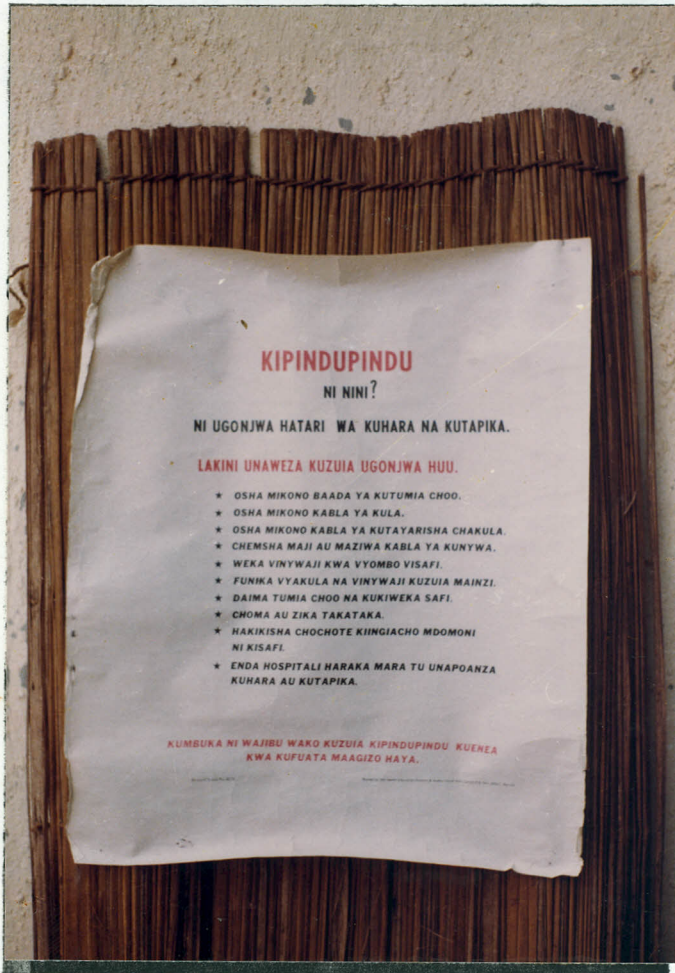 KIPINDUPINDU
NI NINI?
NI UGONJWA HATARI WA KUHARA NA KUTAPIKA.
LAKINI UNAWEZA KUZUIA UGONJWA HUU.
★ OSHA MIKONO BAADA YA KUTUMIA CHOO.
★ OSHA MIKONO KABLA YA KULA.
★ OSHA MIKONO KABLA YA KUTAYARISHA CHAKULA.
★ CHEMSHA MAJI AU MAZIWA KABLA YA KUNYWA.
★ WEKA VINYWAJI KWA VYOMBO VISAFI.
★ FUNIKA VYAKULA NA VINYWAJI KUZUIA MAINZI.
★ DAIMA TUMIA CHOO NA KUKIWEKA SAFI.
★ CHOMA AU ZIKA TAKATAKA.
★ HAKIKISHA CHOCHOTE KIINGIACHO MDOMONI
NI KISAFI.
★ ENDA HOSPITALI HARAKA MARA TU UNAPOANZA
KUHARA AU KUTAPIKA.
KUMBUKA NI WAJIBU WAKO KUZUIA KIPINDUPINDU KUENEA
KWA KUFUATA MAAGIZO HAYA.